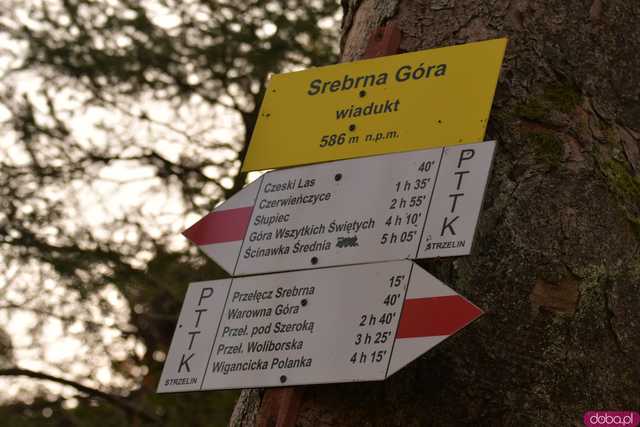 Srebrna Góra
wiadukt
586 m n.p.m.
Czeski Las 40'
Czerwieńczyce 1 h 35'
Słupiec 2 h 55'
Góra Wszytkich Świętych 4 h 10'
Ścinawka Średnia 5 h 05'
PTTK
STRZELIN
Przełęcz Srebrna 15'
Warowna Góra 40'
Przeł. pod Szeroką 2 h 40'
Przeł. Woliborska 3 h 25'
Wigancicka Polanka 4 h 15'
PTTK
STRZELIN
doba.pl